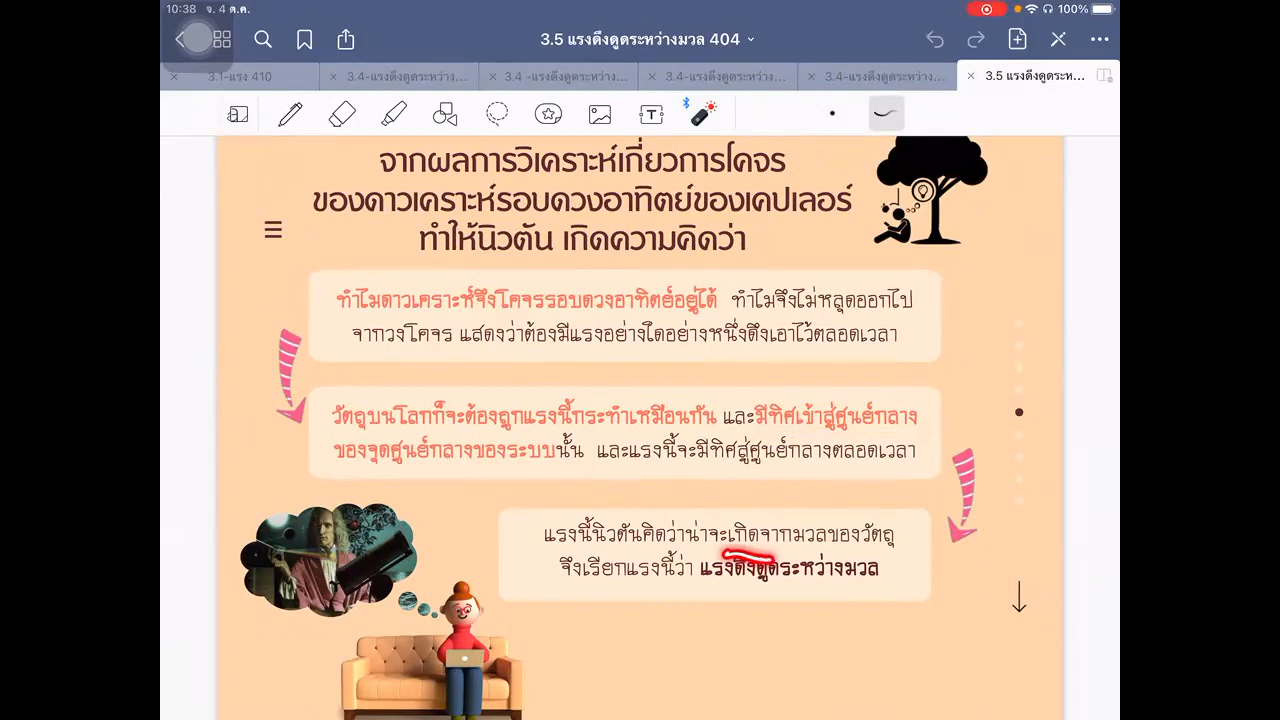 10:38 จ. 4 ต.ค.
100%
3.5 แรงดึงดูดระหว่างมวล 404
3.1-แรง 410
3.4-แรงดึงดูดระหว่าง...
3.4 -แรงดึงดูดระหว่าง...
3.4-แรงดึงดูดระหว่าง...
3.4-แรงดึงดูดระหว่าง...
3.5 แรงดึงดูดระห...
จากผลการวิเคราะห์เกี่ยวการโคจร
ของดาวเคราะห์รอบดวงอาทิตย์ของเคปเลอร์
ทำให้นิวตัน เกิดความคิดว่า
ทำไมดาวเคราะห์จึงโคจรรอบดวงอาทิตย์อยู่ได้ ทำไมจึงไม่หลุดออกไป
จากวงโคจร แสดงว่าต้องมีแรงอย่างใดอย่างหนึ่งดึงเอาไว้ตลอดเวลา
วัตถุบนโลกก็จะต้องถูกแรงนี้กระทำเหมือนกัน และมีทิศเข้าสู่ศูนย์กลาง
ของจุดศูนย์กลางของระบบนั้น และแรงนี้จะมีทิศสู่ศูนย์กลางตลอดเวลา
แรงนี้นิวตันคิดว่าน่าจะเกิดจากมวลของวัตถุ
จึงเรียกแรงนี้ว่า แรงดึงดูดระหว่างมวล